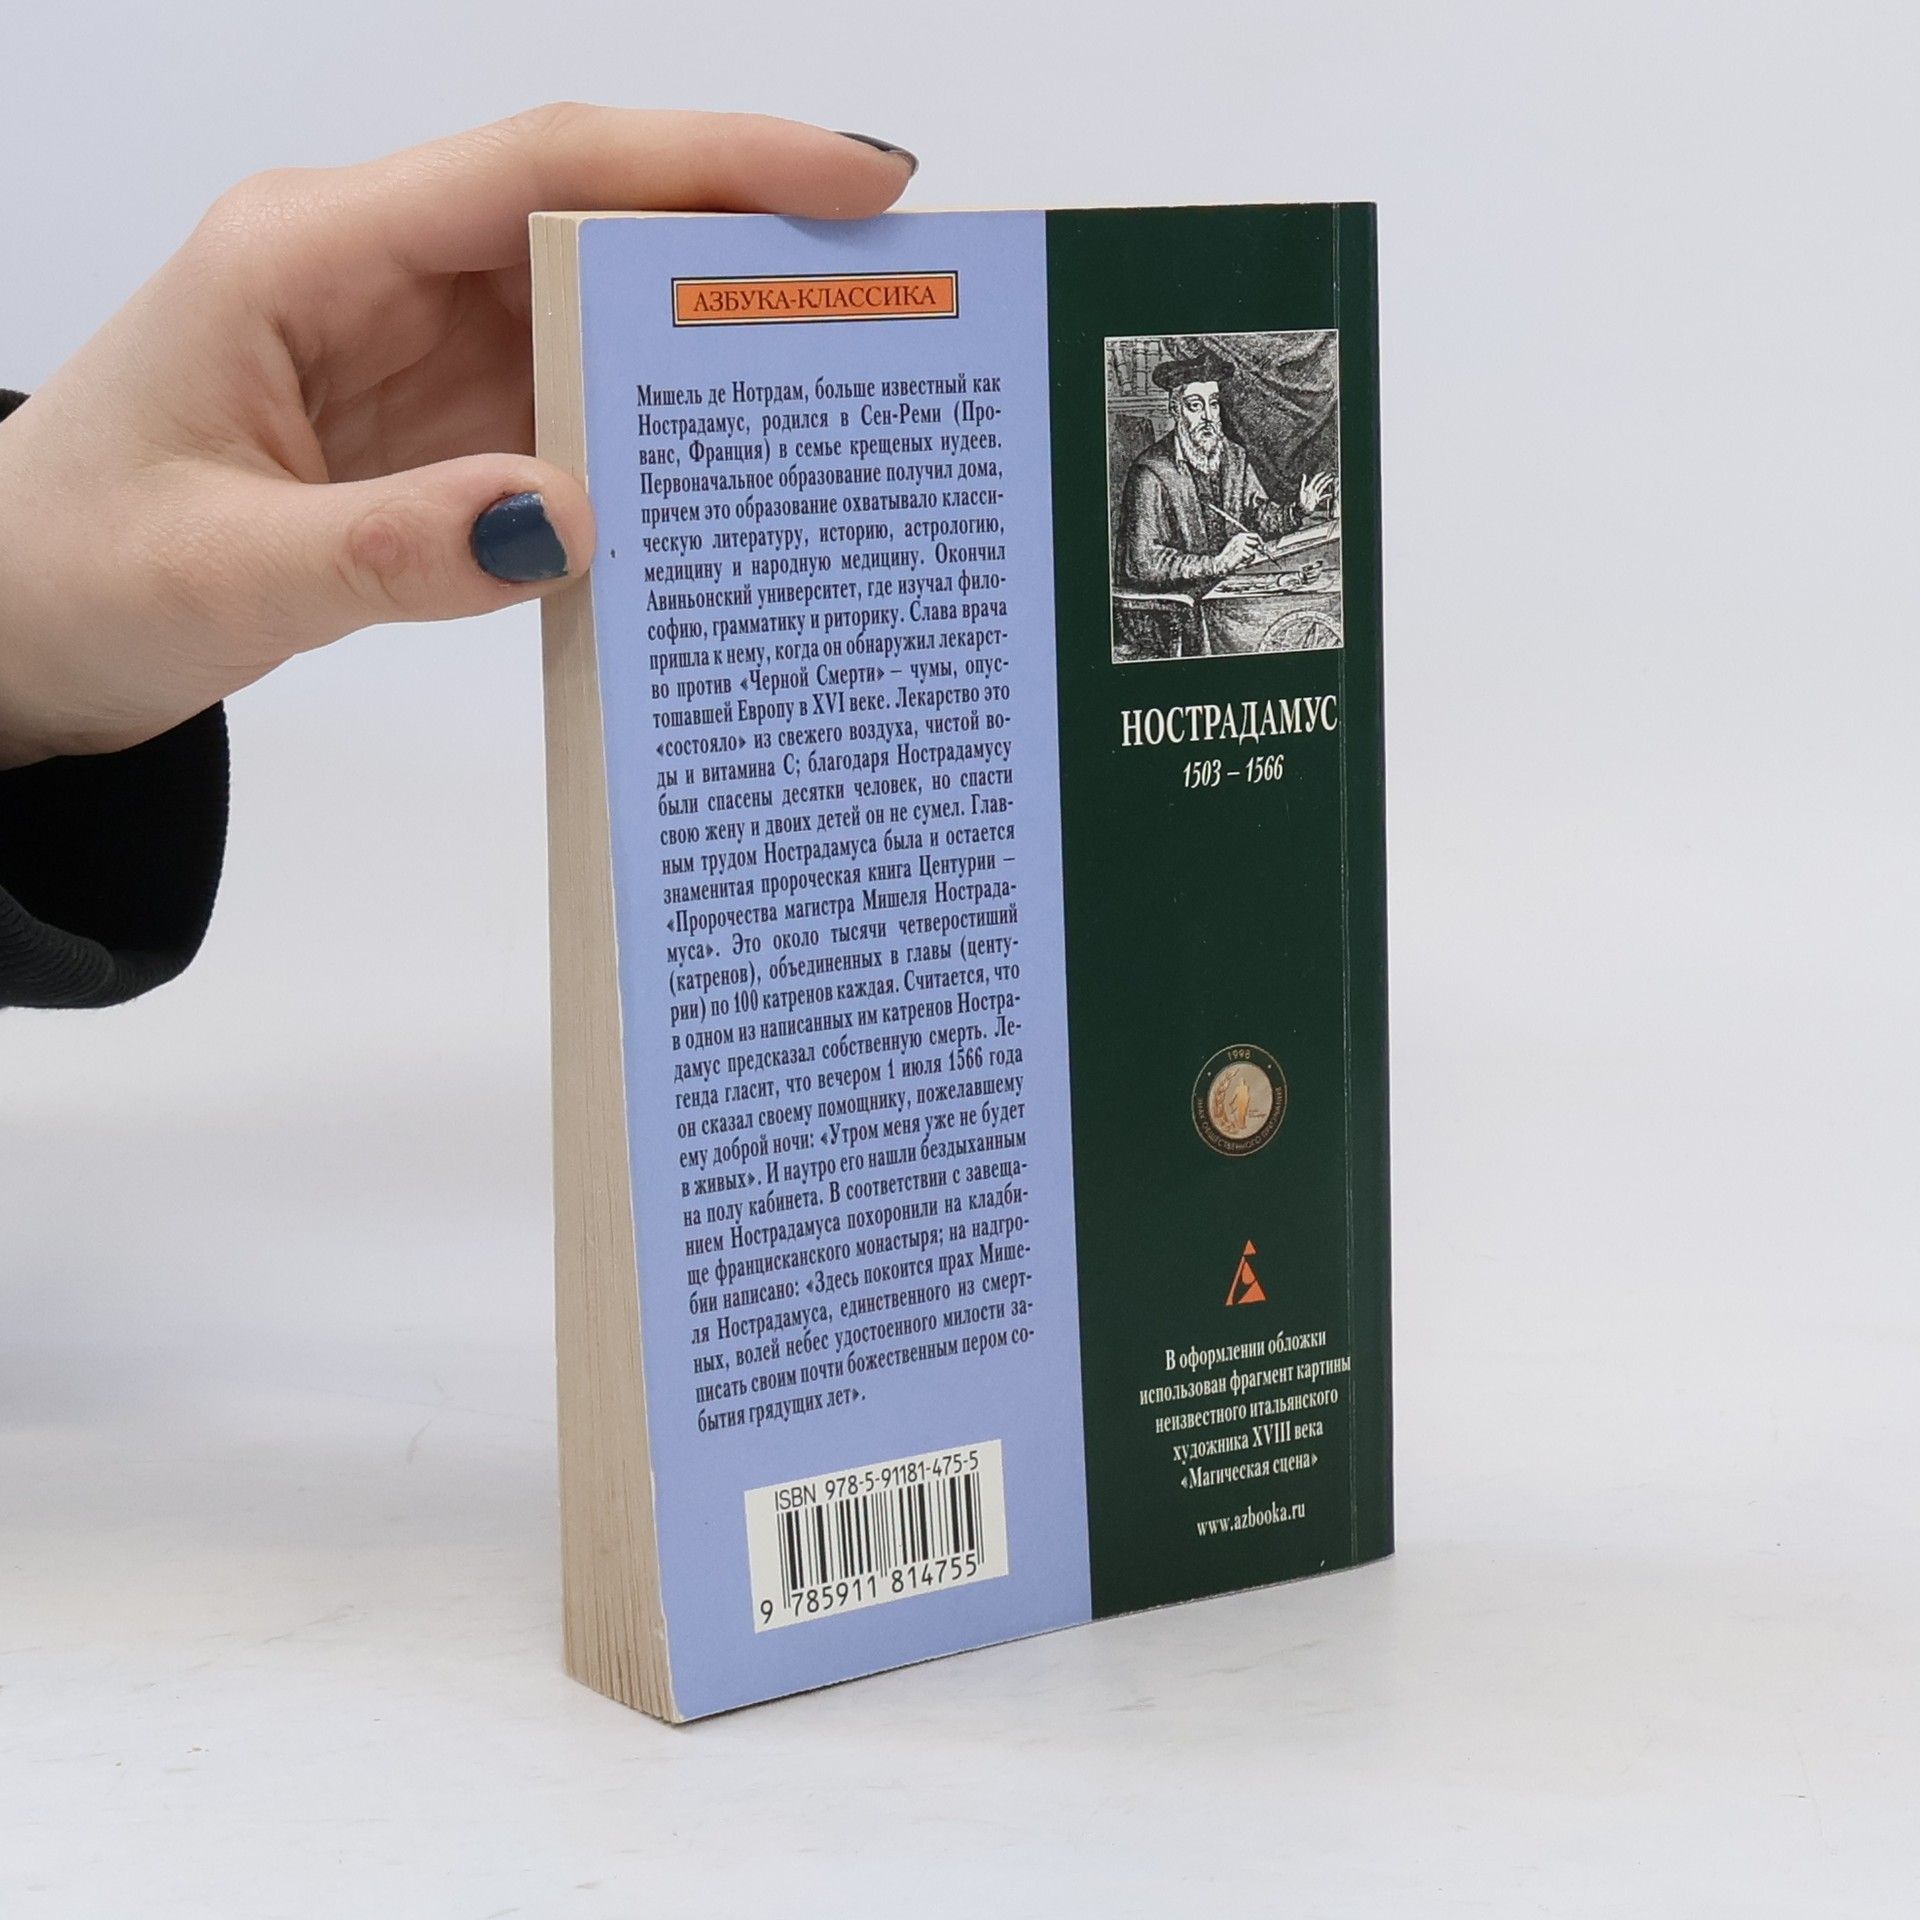 АЗБУКА-КЛАССИКА
Мишель де Нотрдам, больше известный как
Нострадамус, родился в Сен-Реми (Про-
ванс, Франция) в семье крещеных иудеев.
Первоначальное образование получил дома,
причем это образование охватывало класси-
ческую литературу, историю, астрологию,
медицину и народную медицину. Окончил
Авиньонский университет, где изучал фило-
софию, грамматику и риторику. Слава врача
пришла к нему, когда он обнаружил лекарст-
во против «Черной Смерти» – чумы, опус-
тошавшей Европу в XVI веке. Лекарство это
«состояло» из свежего воздуха, чистой во-
ды и витамина С; благодаря Нострадамусу
были спасены десятки человек, но спасти
свою жену и двоих детей он не сумел. Глав-
ным трудом Нострадамуса была и остается
знаменитая пророческая книга Центурии –
«Пророчества магистра Мишеля Нострада-
муса». Это около тысячи четверостиший
(катренов), объединенных в главы (центу-
рии) по 100 катренов каждая. Считается, что
в одном из написанных им катренов Ностра-
дамус предсказал собственную смерть. Ле-
генда гласит, что вечером 1 июля 1566 года
он сказал своему помощнику, пожелавшему
ему доброй ночи: «Утром меня уже не будет
в живых». И наутро его нашли бездыханным
на полу кабинета. В соответствии с завеща-
нием Нострадамуса похоронили на кладби-
ще францисканского монастыря; на надгро-
бии написано: «Здесь покоится прах Мише-
ля Нострадамуса, единственного из смерт-
ных, волей небес удостоенного милости за-
писать своим почти божественным пером со-
бытия грядущих лет».
ISBN 978-5-91181-475-5
9 785911 814755
НОСТРАДАМУС
1503 – 1566
1998
ЗНАК ОБЩЕСТВЕННОГО ПРИЗНАНИЯ
В оформлении обложки
использован фрагмент картины
неизвестного итальянского
художника XVIII века
«Магическая сцена»
www.azbooka.ru